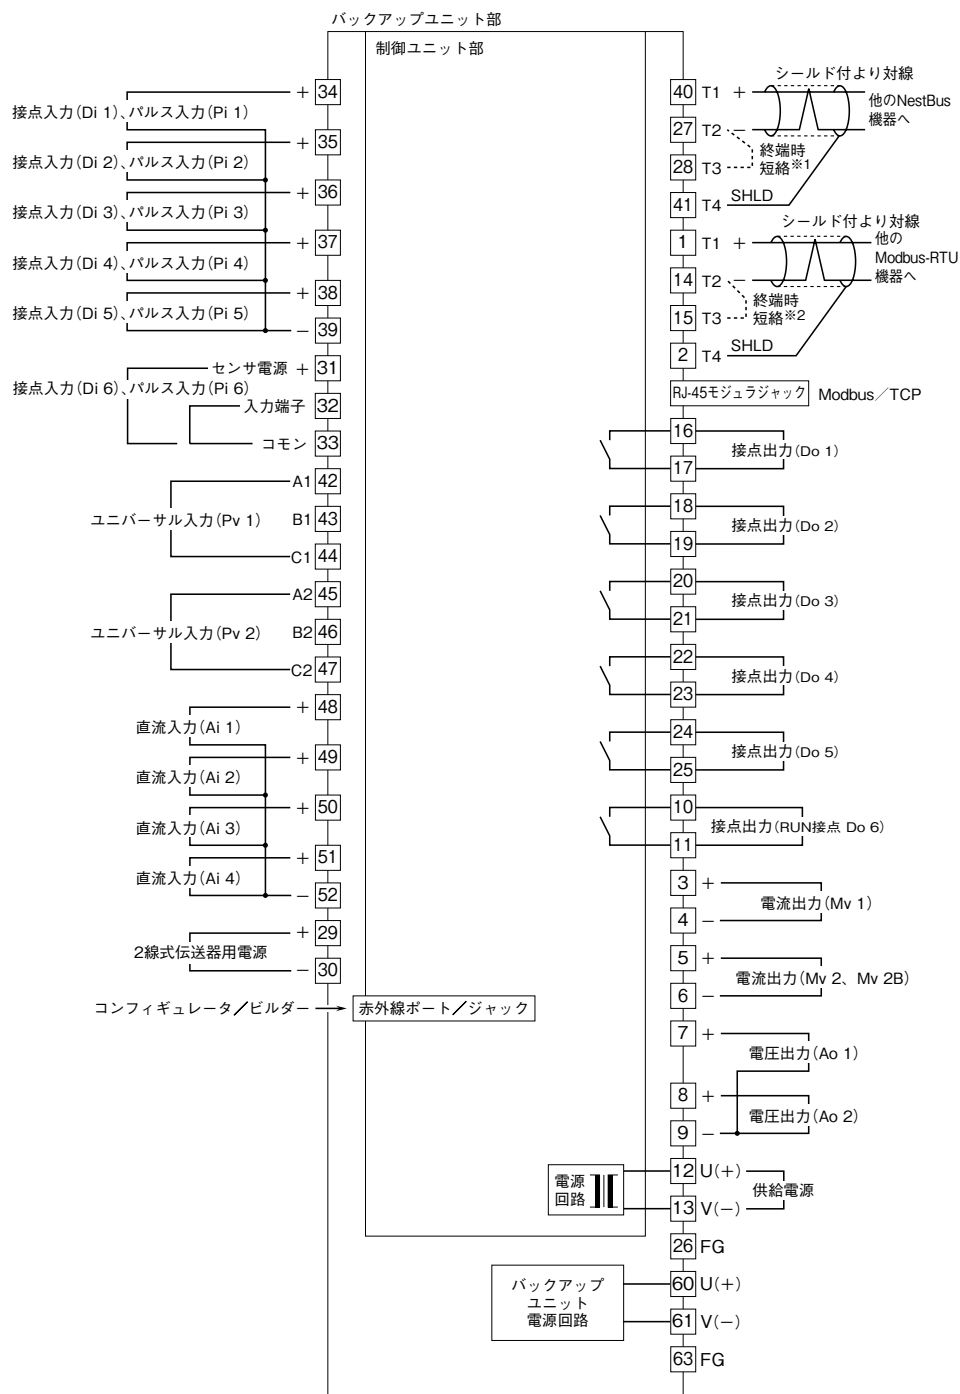 バックアップユニット部
制御ユニット部
接点入力(Di 1)、パルス入力(Pi 1)
+ 34
接点入力(Di 2)、パルス入力(Pi 2)
+ 35
接点入力(Di 3)、パルス入力(Pi 3)
+ 36
接点入力(Di 4)、パルス入力(Pi 4)
+ 37
接点入力(Di 5)、パルス入力(Pi 5)
+ 38
− 39
接点入力(Di 6)、パルス入力(Pi 6)
センサ電源 + 31
入力端子 32
コモン 33
ユニバーサル入力(Pv 1)
A1 42
B1 43
C1 44
ユニバーサル入力(Pv 2)
A2 45
B2 46
C2 47
直流入力(Ai 1)
+ 48
直流入力(Ai 2)
+ 49
直流入力(Ai 3)
+ 50
直流入力(Ai 4)
+ 51
− 52
2線式伝送器用電源
+ 29
− 30
コンフィギュレータ/ビルダー
赤外線ポート/ジャック
シールド付より対線
40 T1 +
27 T2 −
28 T3
41 T4 SHLD
終端時
短絡※1
他のNestBus
機器へ
シールド付より対線
1 T1 +
14 T2 −
15 T3
2 T4 SHLD
終端時
短絡※2
他の
Modbus-RTU
機器へ
RJ-45モジュラジャック Modbus/TCP
16
17
接点出力(Do 1)
18
19
接点出力(Do 2)
20
21
接点出力(Do 3)
22
23
接点出力(Do 4)
24
25
接点出力(Do 5)
10
11
接点出力(RUN接点 Do 6)
3 +
4 −
電流出力(Mv 1)
5 +
6 −
電流出力(Mv 2、Mv 2B)
7 +
電圧出力(Ao 1)
8 +
9 −
電圧出力(Ao 2)
電源
回路
12 U(+)
13 V(−)
供給電源
26 FG
バックアップ
ユニット
電源回路
60 U(+)
61 V(−)
63 FG